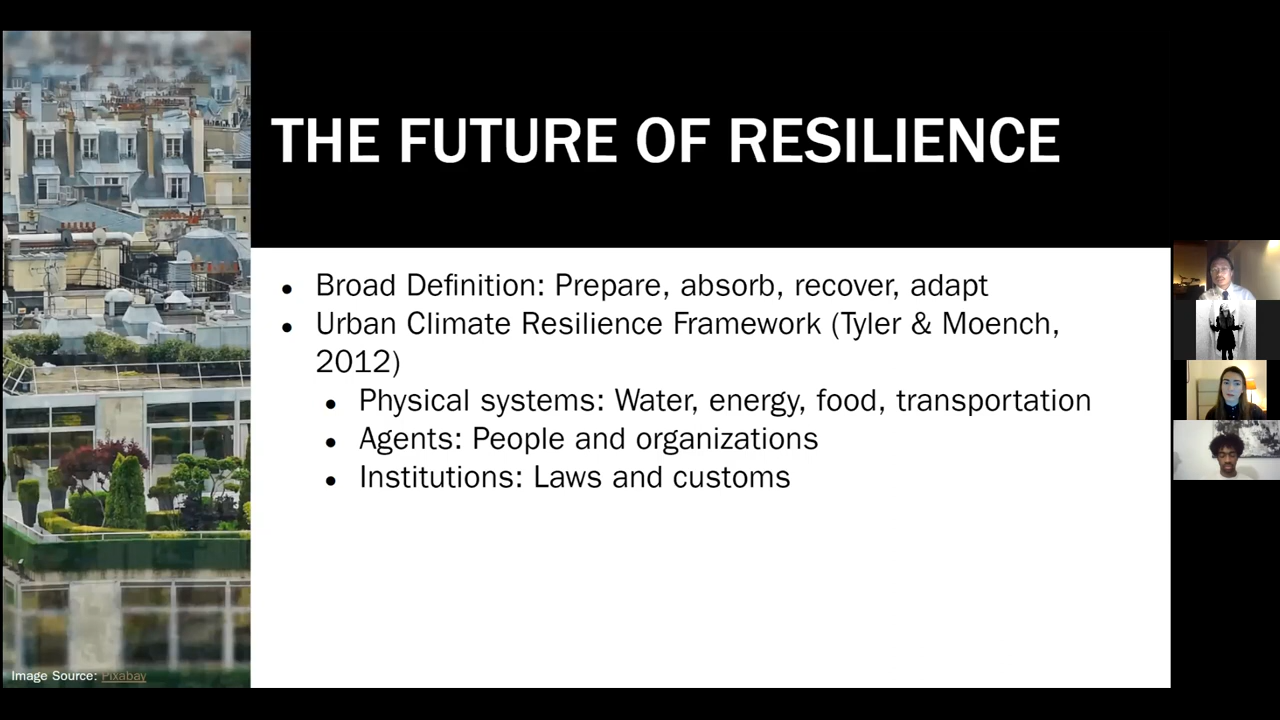 THE FUTURE OF RESILIENCE
• Broad Definition: Prepare, absorb, recover, adapt
• Urban Climate Resilience Framework (Tyler & Moench,
2012)
• Physical systems: Water, energy, food, transportation
• Agents: People and organizations
• Institutions: Laws and customs
Image Source: Pixabay